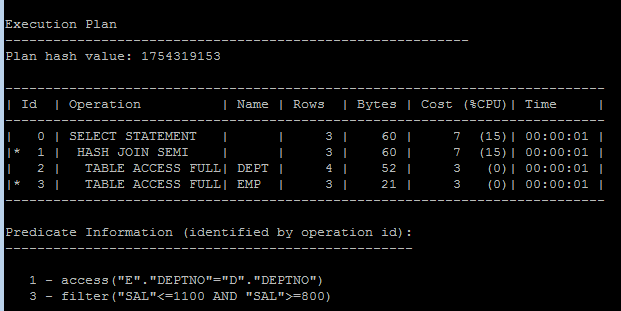 Execution Plan
----------------------------------------------------------
Plan hash value: 1754319153

---------------------------------------------------------------------------
| Id  | Operation          | Name | Rows  | Bytes | Cost (%CPU)| Time     |
---------------------------------------------------------------------------
|   0 | SELECT STATEMENT   |      |     3 |    60 |     7  (15)| 00:00:01 |
|*  1 |  HASH JOIN SEMI    |      |     3 |    60 |     7  (15)| 00:00:01 |
|   2 |   TABLE ACCESS FULL| DEPT |     4 |    52 |     3   (0)| 00:00:01 |
|*  3 |   TABLE ACCESS FULL| EMP  |     3 |    21 |     3   (0)| 00:00:01 |
---------------------------------------------------------------------------

Predicate Information (identified by operation id):
---------------------------------------------------

   1 - access("E"."DEPTNO"="D"."DEPTNO")
   3 - filter("SAL"<=1100 AND "SAL">=800)